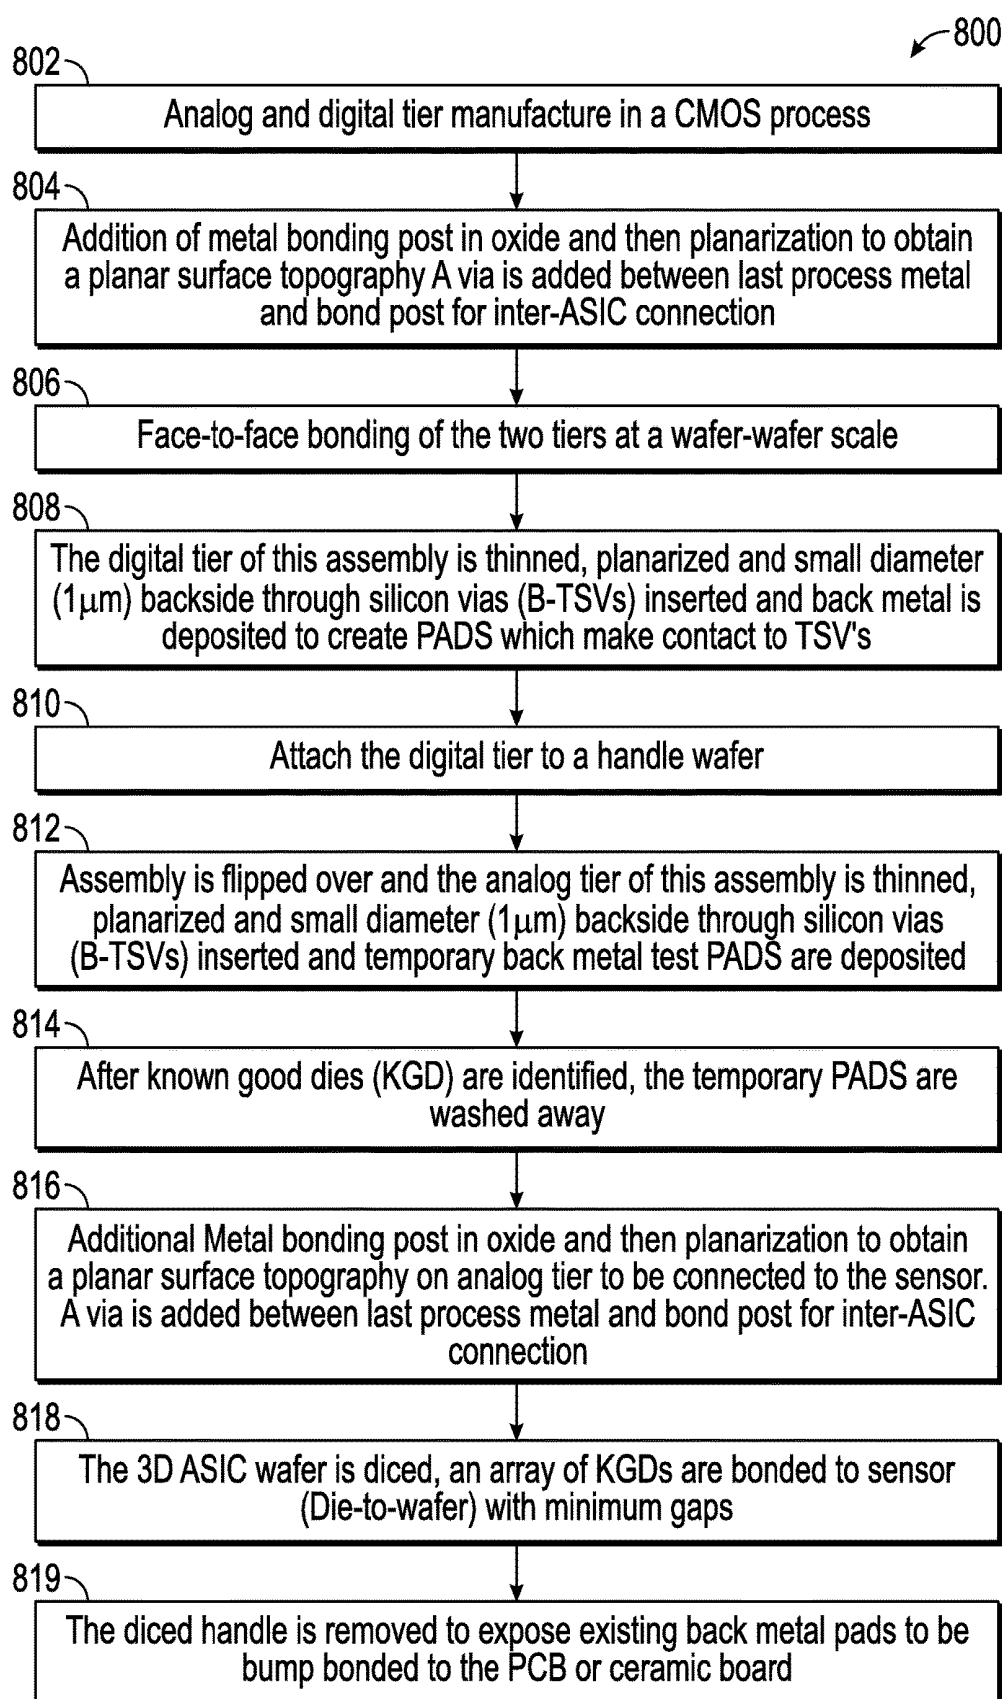 800
802
Analog and digital tier manufacture in a CMOS process
804
Addition of metal bonding post in oxide and then planarization to obtain
a planar surface topography A via is added between last process metal
and bond post for inter-ASIC connection
806
Face-to-face bonding of the two tiers at a wafer-wafer scale
808
The digital tier of this assembly is thinned, planarized and small diameter
(1μm) backside through silicon vias (B-TSVs) inserted and back metal is
deposited to create PADS which make contact to TSV's
810
Attach the digital tier to a handle wafer
812
Assembly is flipped over and the analog tier of this assembly is thinned,
planarized and small diameter (1μm) backside through silicon vias
(B-TSVs) inserted and temporary back metal test PADS are deposited
814
After known good dies (KGD) are identified, the temporary PADS are
washed away
816
Additional Metal bonding post in oxide and then planarization to obtain
a planar surface topography on analog tier to be connected to the sensor.
A via is added between last process metal and bond post for inter-ASIC
connection
818
The 3D ASIC wafer is diced, an array of KGDs are bonded to sensor
(Die-to-wafer) with minimum gaps
819
The diced handle is removed to expose existing back metal pads to be
bump bonded to the PCB or ceramic board